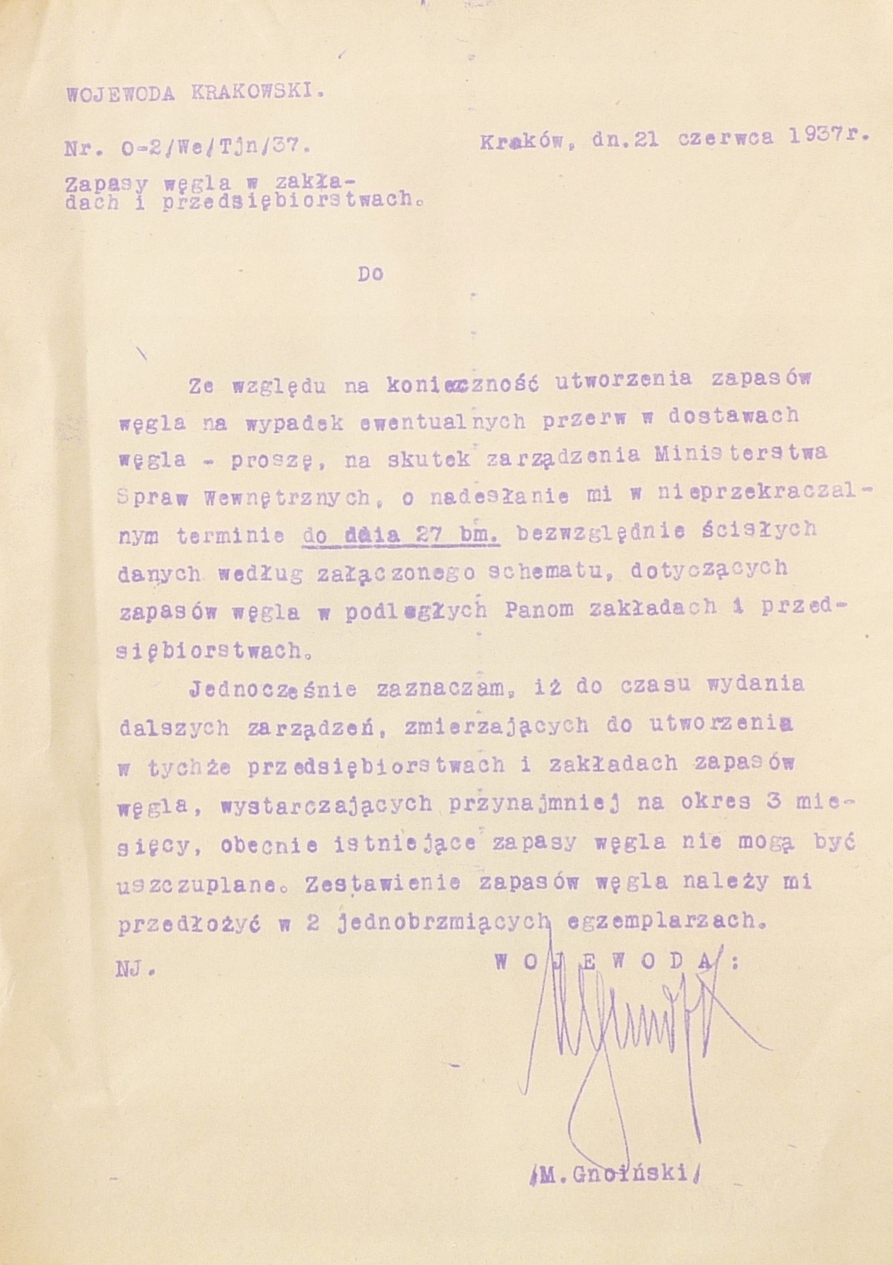 WOJEWODA KRAKOWSKI.
Nr. O-2/We/Tjn/37.
Kraków, dn.21 czerwca 1937r.
Zapasy węgla w zakła-
dach i przedsiębiorstwach.
Do
Ze względu na konieczność utworzenia zapasów
węgla na wypadek ewentualnych przerw w dostawach
węgla - proszę, na skutek zarządzenia Ministerstwa
Spraw Wewnętrznych, o nadesłanie mi w nieprzekraczal-
nym terminie do dnia 27 bm. bezwzględnie ścisłych
danych według załączonego schematu, dotyczących
zapasów węgla w podległych Panom zakładach i przed-
siębiorstwach.
Jednocześnie zaznaczam, iż do czasu wydania
dalszych zarządzeń, zmierzających do utworzenia
w tychże przedsiębiorstwach i zakładach zapasów
węgla, wystarczających przynajmniej na okres 3 mie-
sięcy, obecnie istniejące zapasy węgla nie mogą być
uszczuplane. Zestawienie zapasów węgla należy mi
przedłożyć w 2 jednobrzmiących egzemplarzach.
NJ.
W O J E W O D A :
/M.Gnoiński/